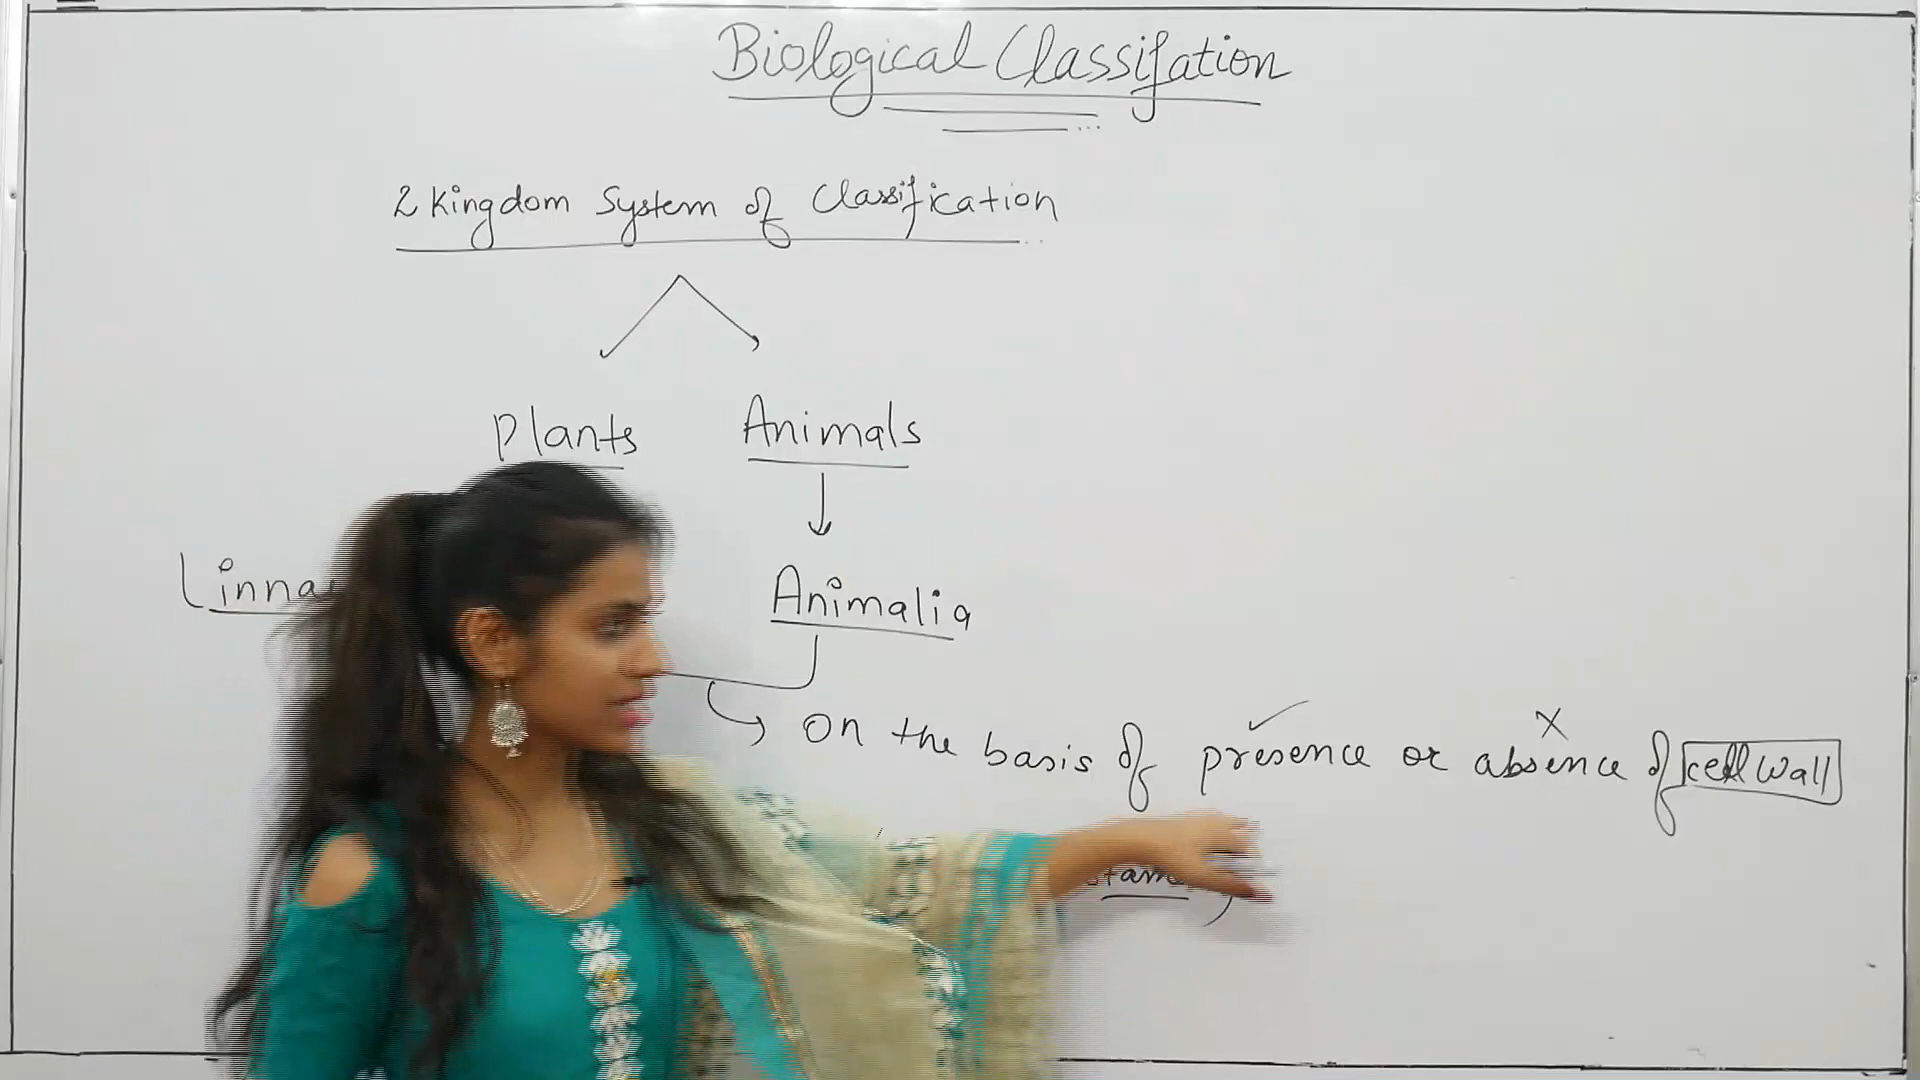 Biological Classifation
2 Kingdom System of Classification
Plants Animals
Linna Animalia
On the basis of presence or absence of cell wall